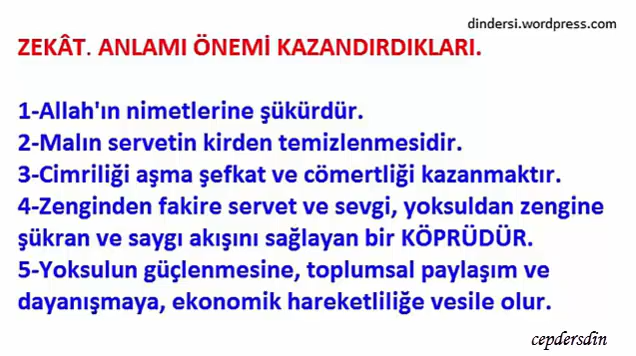 dindersi.wordpress.com
ZEKÂT. ANLAMI ÖNEMİ KAZANDIRDIKLARI.
1-Allah'ın nimetlerine şükürdür.
2-Malın servetin kirden temizlenmesidir.
3-Cimriliği aşma şefkat ve cömertliği kazanmaktır.
4-Zenginden fakire servet ve sevgi, yoksuldan zengine
şükran ve saygı akışını sağlayan bir KÖPRÜDÜR.
5-Yoksulun güçlenmesine, toplumsal paylaşım ve
dayanışmaya, ekonomik hareketliliğe vesile olur.
cepdersdin